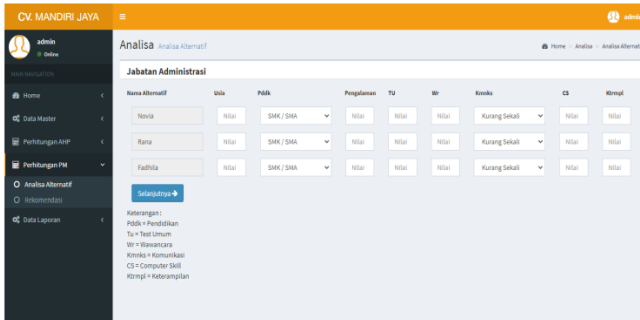 CV. MANDIRI JAYA
admin
admin
Online
MAIN NAVIGATION
Home
Data Master
Perhitungan AHP
Perhitungan PM
Analisa Alternatif
Rekomendasi
Data Laporan
Analisa Analisa Alternatif
Home > Analisa > Analisa Alternatif
Jabatan Administrasi
Nama Alternatif Usia Pddk Pengalaman TU Wr Kmnks CS Ktrmpl
Novia Nilai SMK / SMA Nilai Nilai Nilai Kurang Sekali Nilai Nilai
Rana Nilai SMK / SMA Nilai Nilai Nilai Kurang Sekali Nilai Nilai
Fadhila Nilai SMK / SMA Nilai Nilai Nilai Kurang Sekali Nilai Nilai
Selanjutnya
Keterangan :
Pddk = Pendidikan
Tu = Test Umum
Wr = Wawancara
Kmnks = Komunikasi
CS = Computer Skill
Ktrmpl = Keterampilan